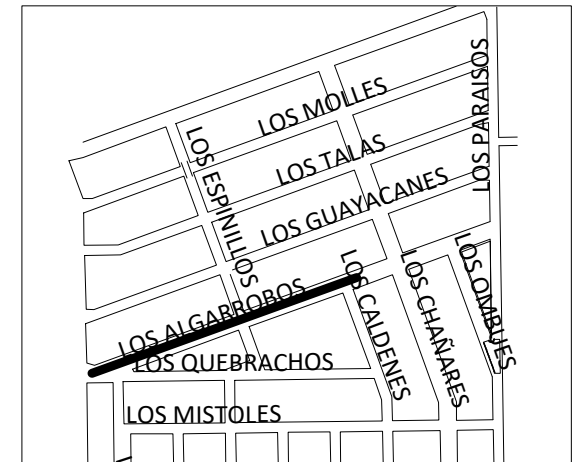 LOS MOLLES
LOS PARAISOS
LOS TALAS
LOS ESPINILLOS
LOS GUAYACANES
LOS ALGARROBOS
LOS CALDENES
LOS CHAÑARES
LOS OMBUES
LOS QUEBRACHOS
LOS MISTOLES